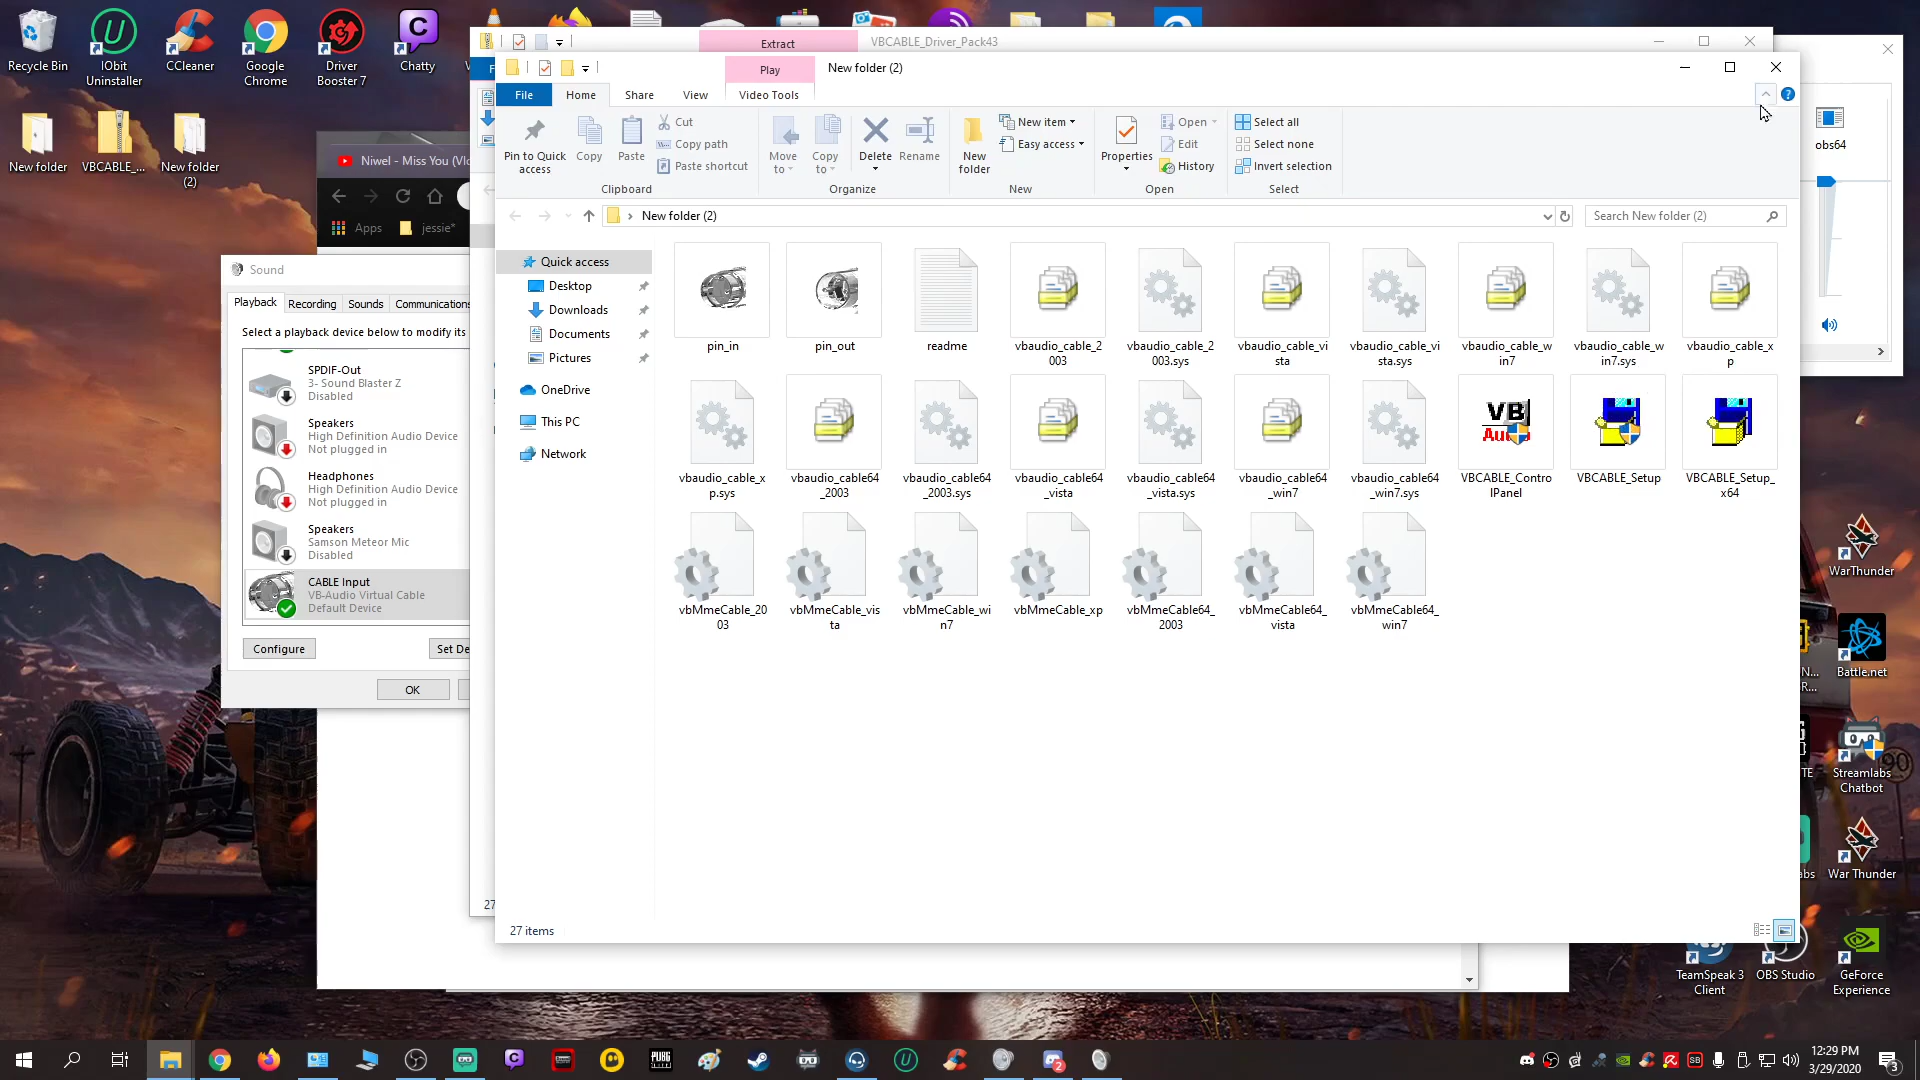 Recycle Bin
IObit
Uninstaller
CCleaner
Google
Chrome
Driver
Booster 7
Chatty
New folder
VBCABLE_...
New folder
(2)
Extract
VBCABLE_Driver_Pack43
Play
New folder (2)
File
Home
Share
View
Video Tools
Pin to Quick
access
Copy
Paste
Cut
Copy path
Paste shortcut
Clipboard
Move
to
Copy
to
Delete
Rename
Organize
New
folder
New item
Easy access
New
Properties
Open
Edit
History
Open
Select all
Select none
Invert selection
Select
New folder (2)
Search New folder (2)
Quick access
Desktop
Downloads
Documents
Pictures
OneDrive
This PC
Network
pin_in
pin_out
readme
vbaudio_cable_2
003
vbaudio_cable_2
003.sys
vbaudio_cable_vi
sta
vbaudio_cable_vi
sta.sys
vbaudio_cable_w
in7
vbaudio_cable_w
in7.sys
vbaudio_cable_x
p
vbaudio_cable_x
p.sys
vbaudio_cable64
_2003
vbaudio_cable64
_2003.sys
vbaudio_cable64
_vista
vbaudio_cable64
_vista.sys
vbaudio_cable64
_win7
vbaudio_cable64
_win7.sys
VB
VBCABLE_Contro
lPanel
VBCABLE_Setup
VBCABLE_Setup_
x64
vbMmeCable_20
03
vbMmeCable_vis
ta
vbMmeCable_wi
n7
vbMmeCable_xp
vbMmeCable64_
2003
vbMmeCable64_
vista
vbMmeCable64_
win7
27 items
27
Niwel - Miss You (Vlo
Apps
jessie*
Sound
Playback
Recording
Sounds
Communications
Select a playback device below to modify its
SPDIF-Out
3- Sound Blaster Z
Disabled
Speakers
High Definition Audio Device
Not plugged in
Headphones
High Definition Audio Device
Not plugged in
Speakers
Samson Meteor Mic
Disabled
CABLE Input
VB-Audio Virtual Cable
Default Device
Configure
Set De
OK
obs64
WarThunder
Battle.net
N...
R...
TE
Streamlabs
Chatbot
abs
War Thunder
TeamSpeak 3
Client
OBS Studio
GeForce
Experience
PUBG
12:29 PM
3/29/2020
3